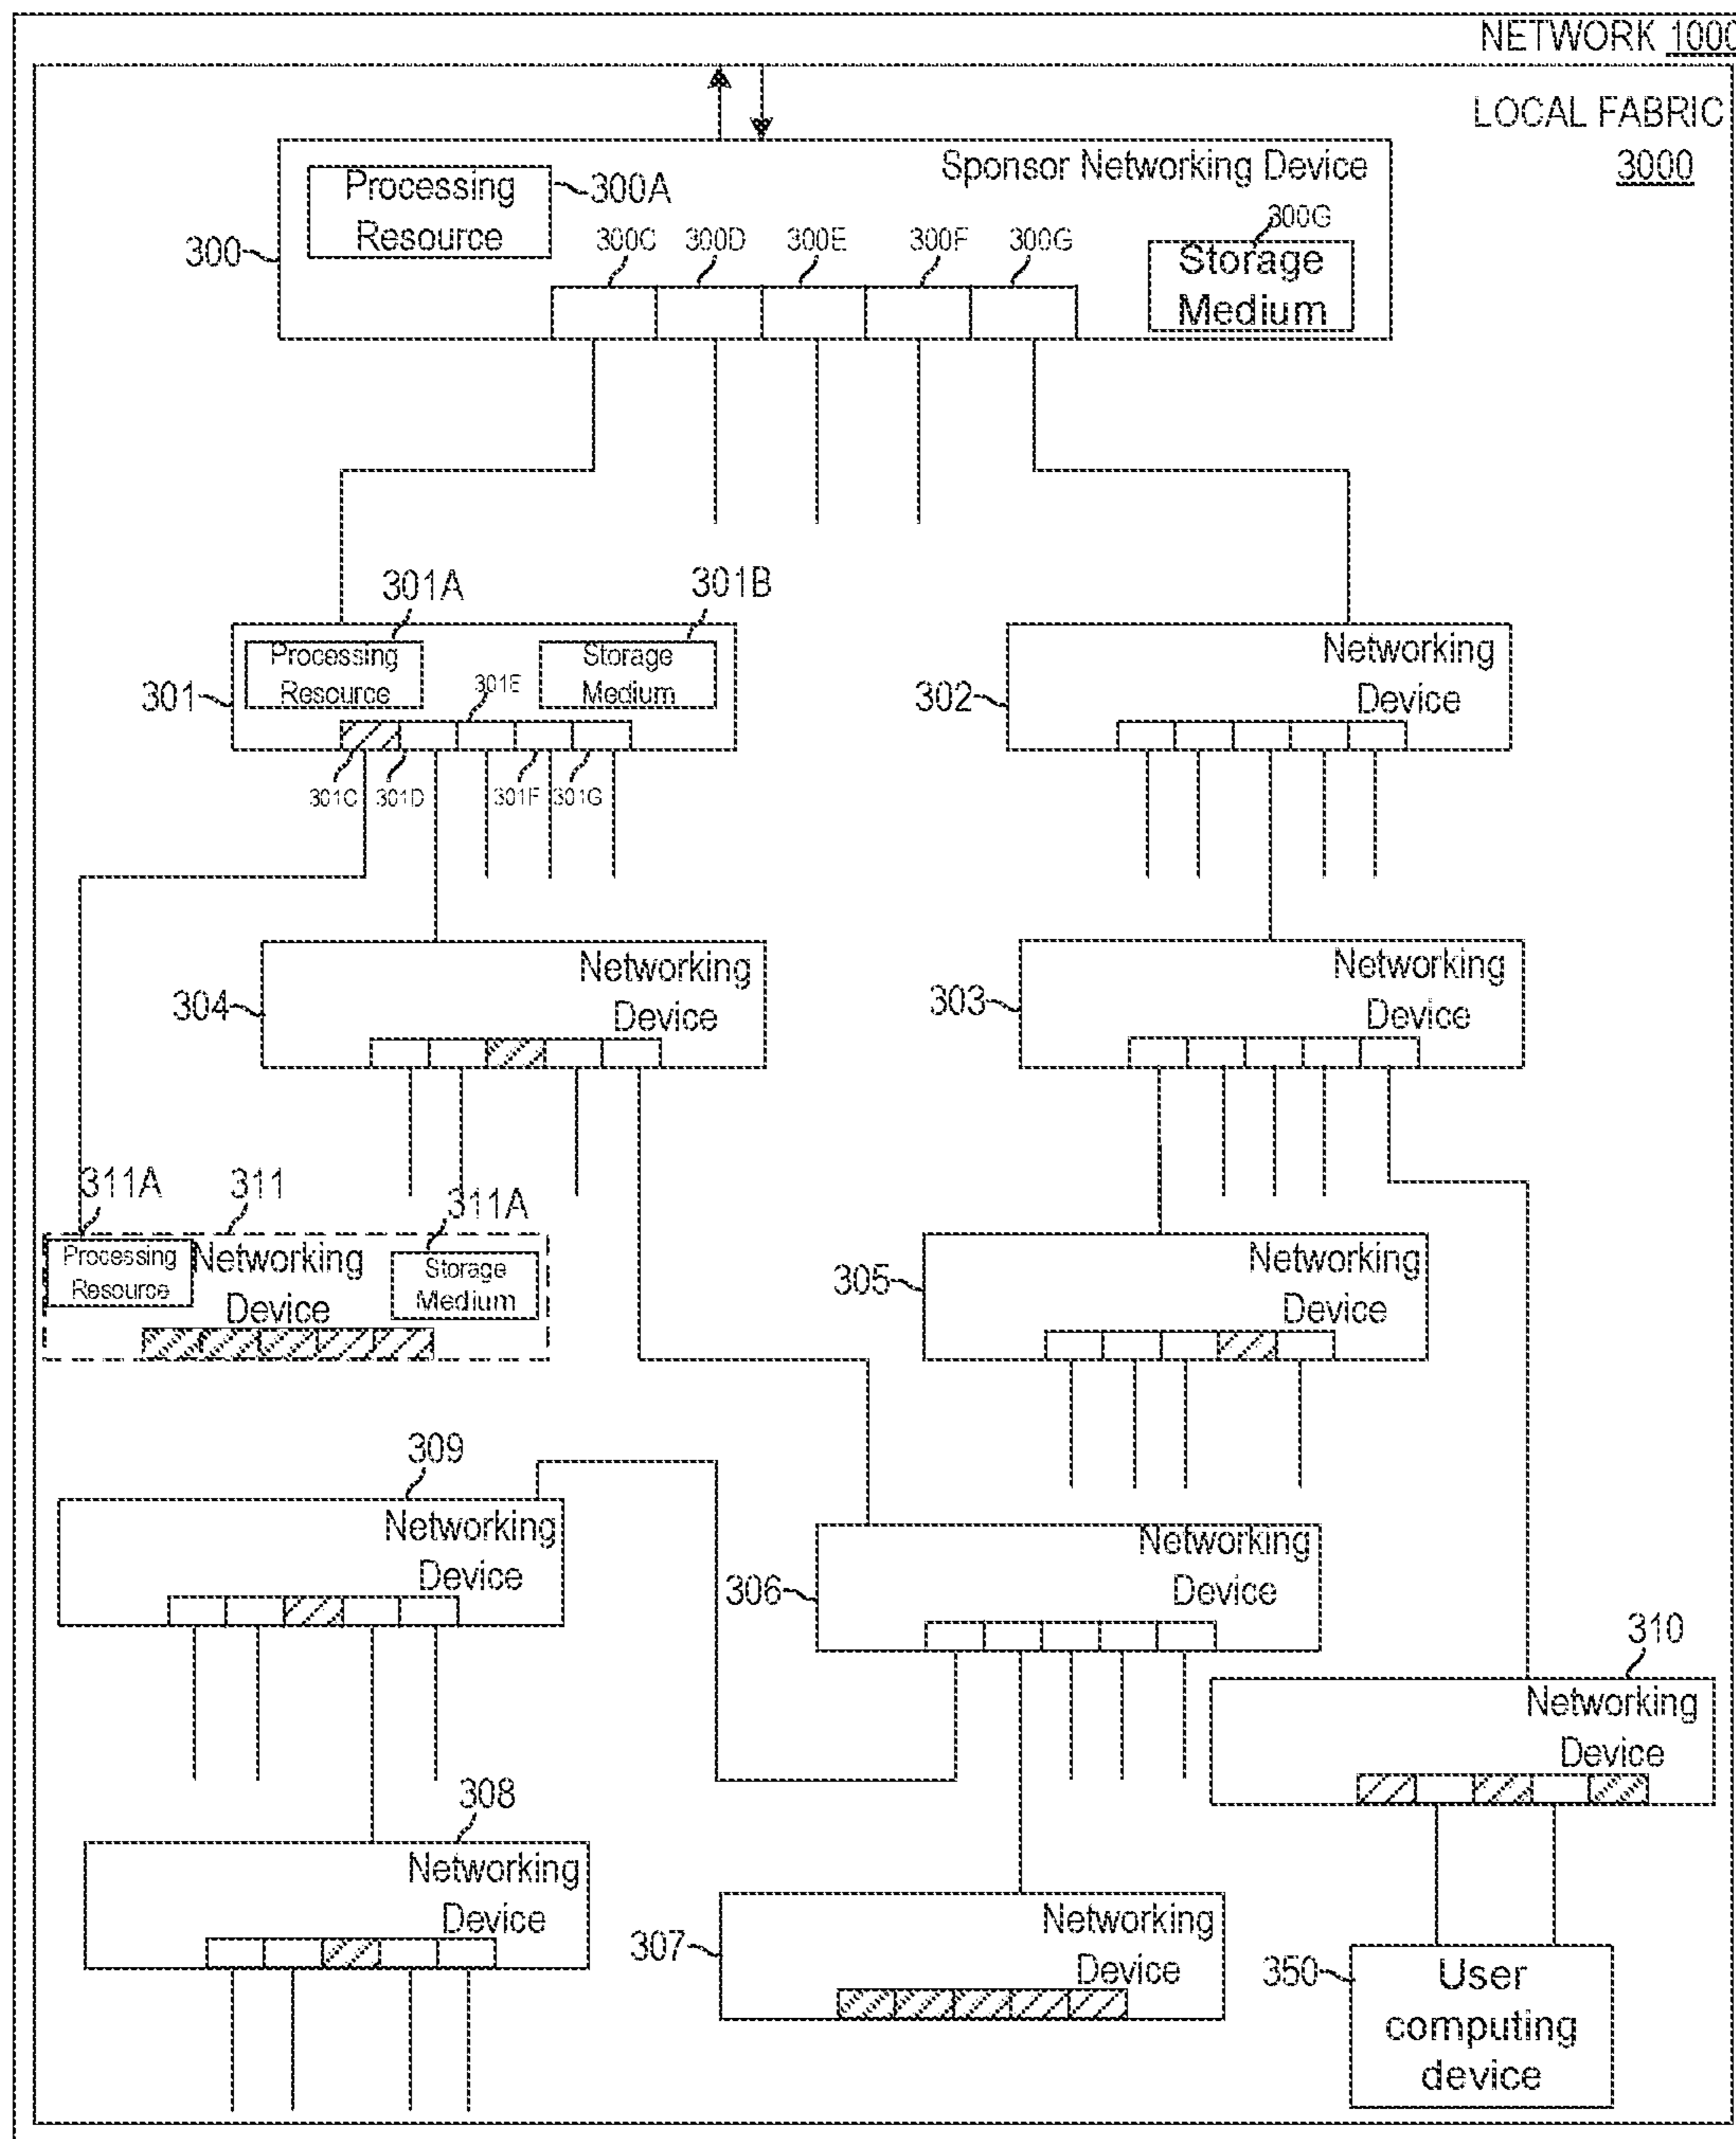 NETWORK 1000
LOCAL FABRIC
3000
Sponsor Networking Device
Processing
Resource
300A
300
300C
300D
300E
300F
300G
300G
Storage
Medium
301A
301B
Processing
Resource
301E
Storage
Medium
301
301C
301D
301F
301G
Networking
Device
302
Networking
Device
304
Networking
Device
303
311A
311
311A
Processing
Resource
Networking
Device
Storage
Medium
Networking
Device
305
309
Networking
Device
Networking
Device
306
310
Networking
Device
308
Networking
Device
Networking
Device
307
350
User
computing
device